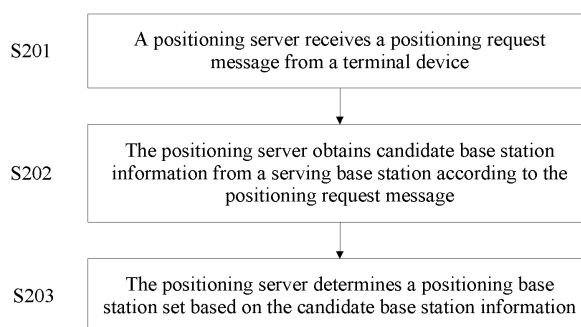 S201
A positioning server receives a positioning request
message from a terminal device
S202
The positioning server obtains candidate base station
information from a serving base station according to the
positioning request message
S203
The positioning server determines a positioning base
station set based on the candidate base station information